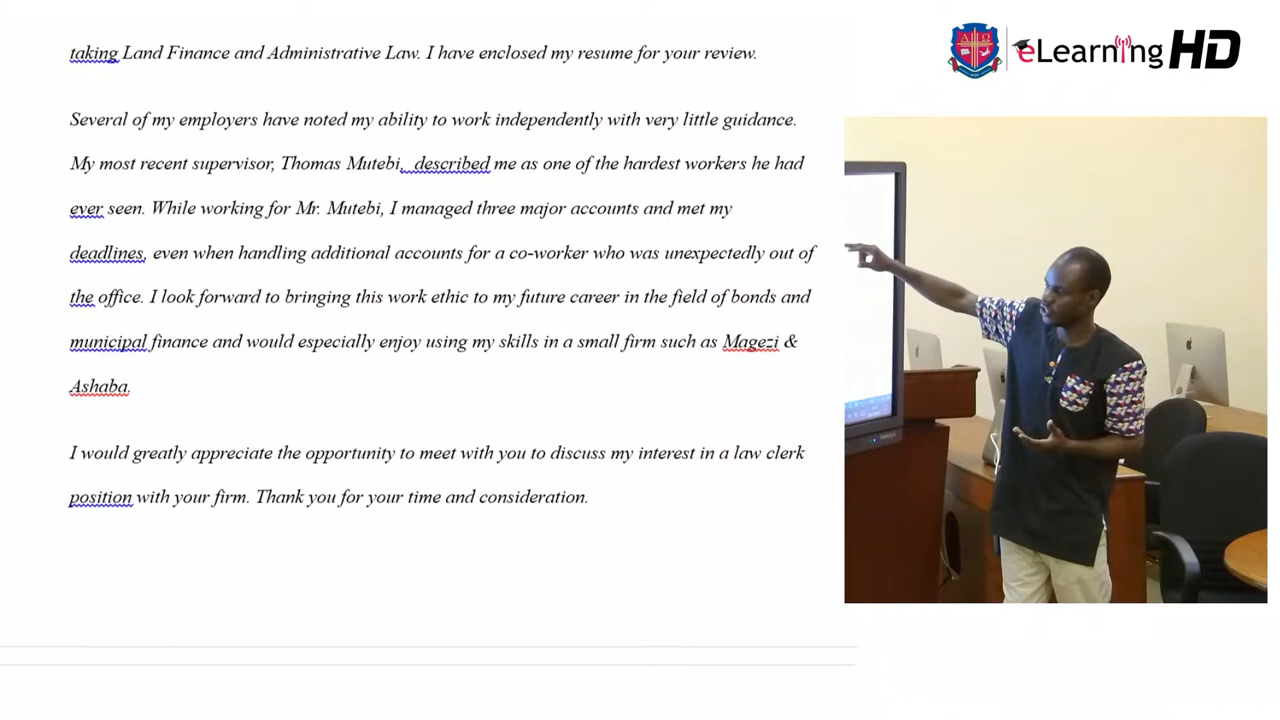 taking Land Finance and Administrative Law. I have enclosed my resume for your review.
Several of my employers have noted my ability to work independently with very little guidance.
My most recent supervisor, Thomas Mutebi,  described me as one of the hardest workers he had
ever seen. While working for Mr. Mutebi, I managed three major accounts and met my
deadlines, even when handling additional accounts for a co-worker who was unexpectedly out of
the office. I look forward to bringing this work ethic to my future career in the field of bonds and
municipal finance and would especially enjoy using my skills in a small firm such as Magezi &
Ashaba.
I would greatly appreciate the opportunity to meet with you to discuss my interest in a law clerk
position with your firm. Thank you for your time and consideration.
eLearning HD